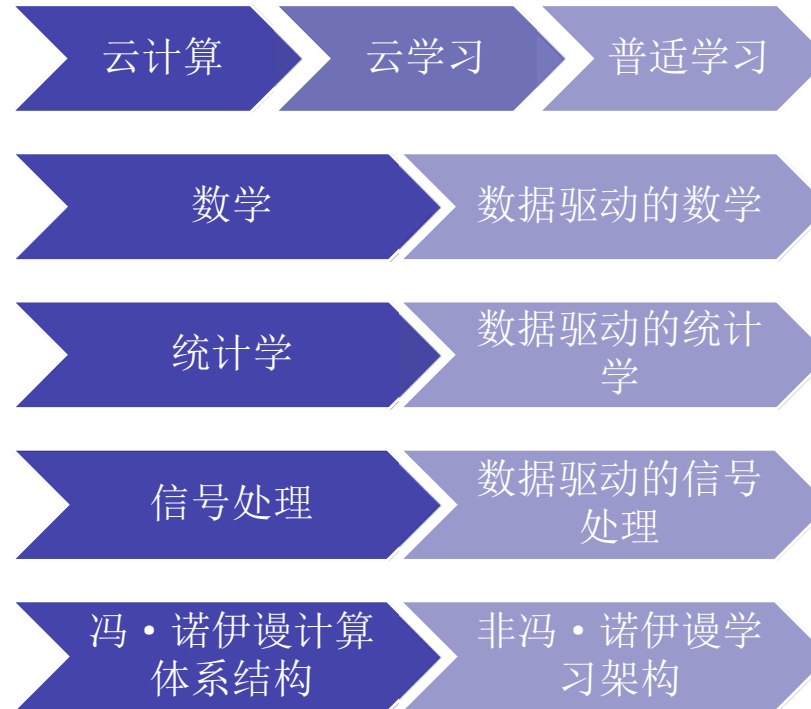 云计算 云学习 普适学习
数学 数据驱动的数学
统计学 数据驱动的统计
学
信号处理 数据驱动的信号
处理
冯·诺伊谩计算
体系结构
非冯·诺伊谩学
习架构